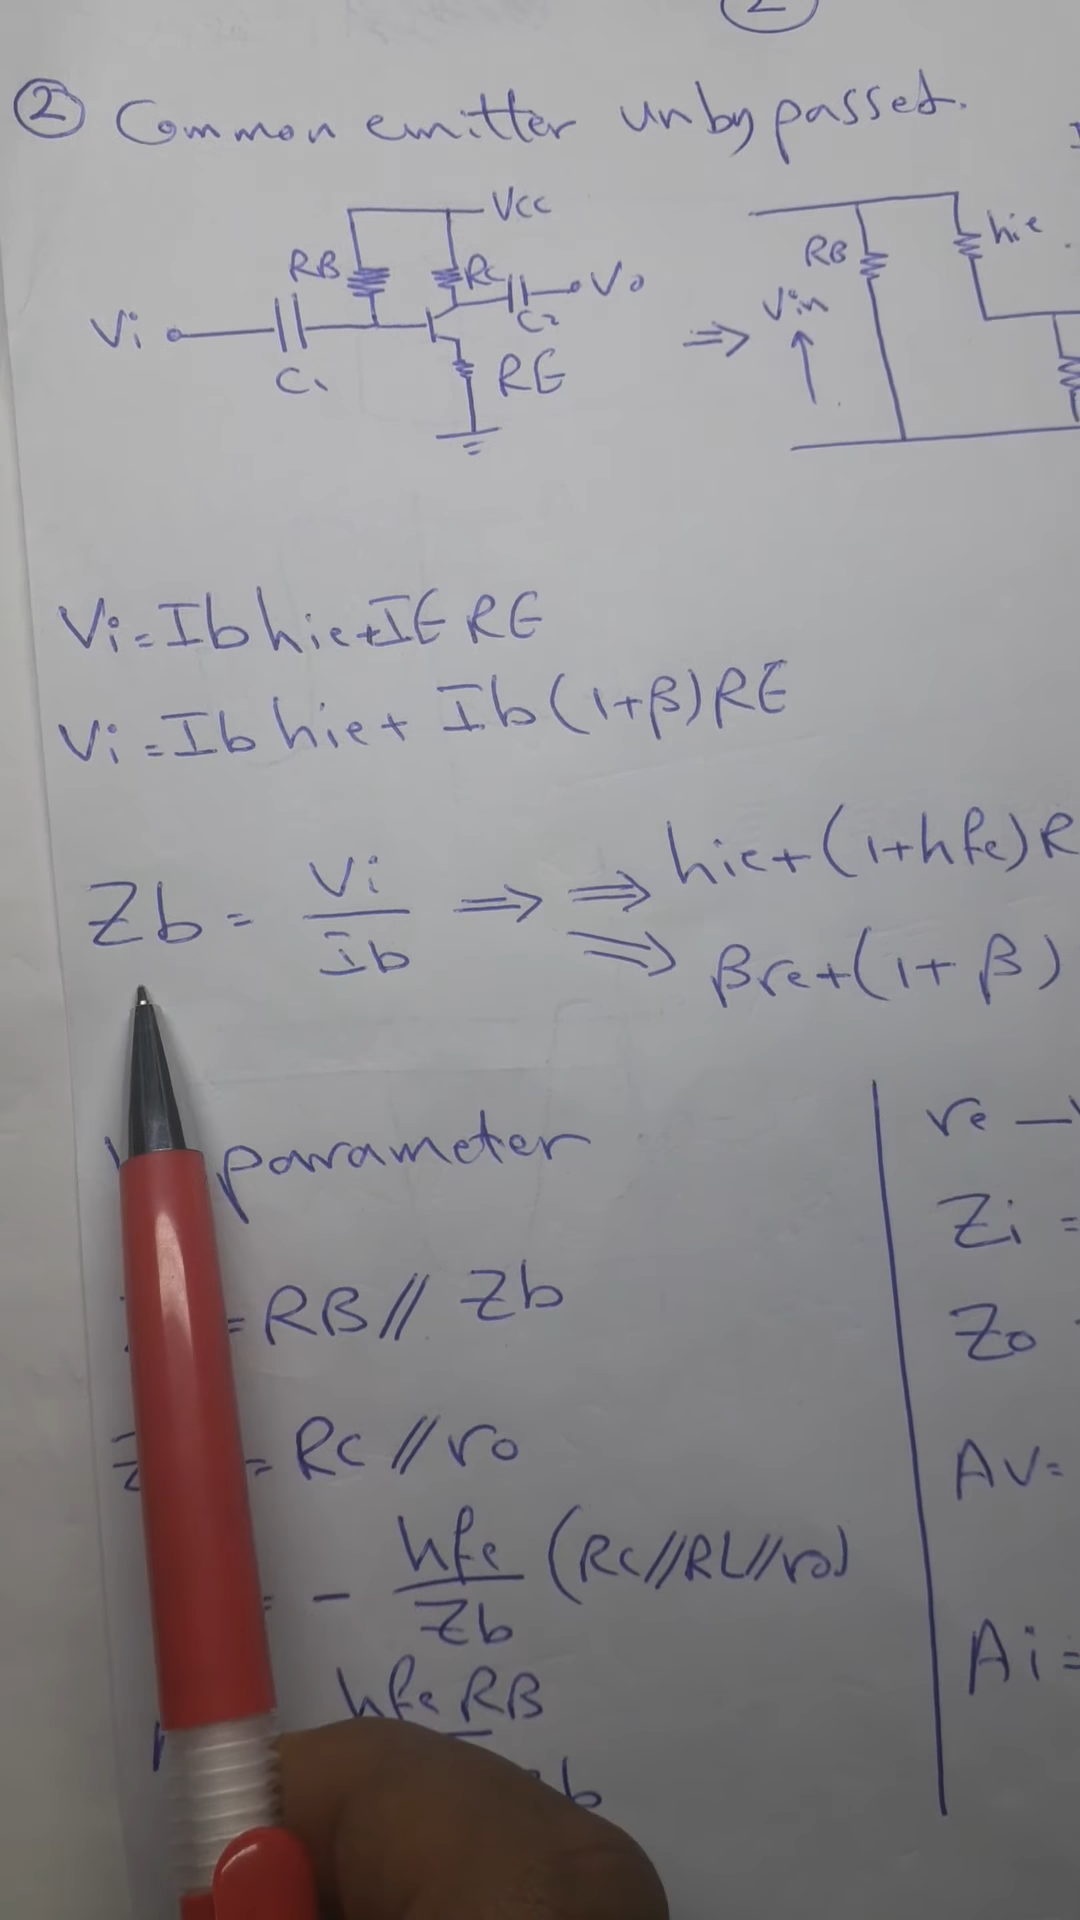 2
② Common emitter unbypasset.
Vcc
RB
Rc
Vo
Vi
C1
C2
RE
⇒
RB
hie
Vin
Vi = Ib hie + IE RE
Vi = Ib hie + Ib (1+β) RE
Zb = Vi / Ib ⇒ ⇒ hie + (1+hfe) R
⇒ βre + (1+β)
parameter
= RB // Zb
= Rc // ro
= - hfe / Zb (Rc//RL//ro)
hfe RB
b
re —
Zi =
Zo
Av =
Ai =